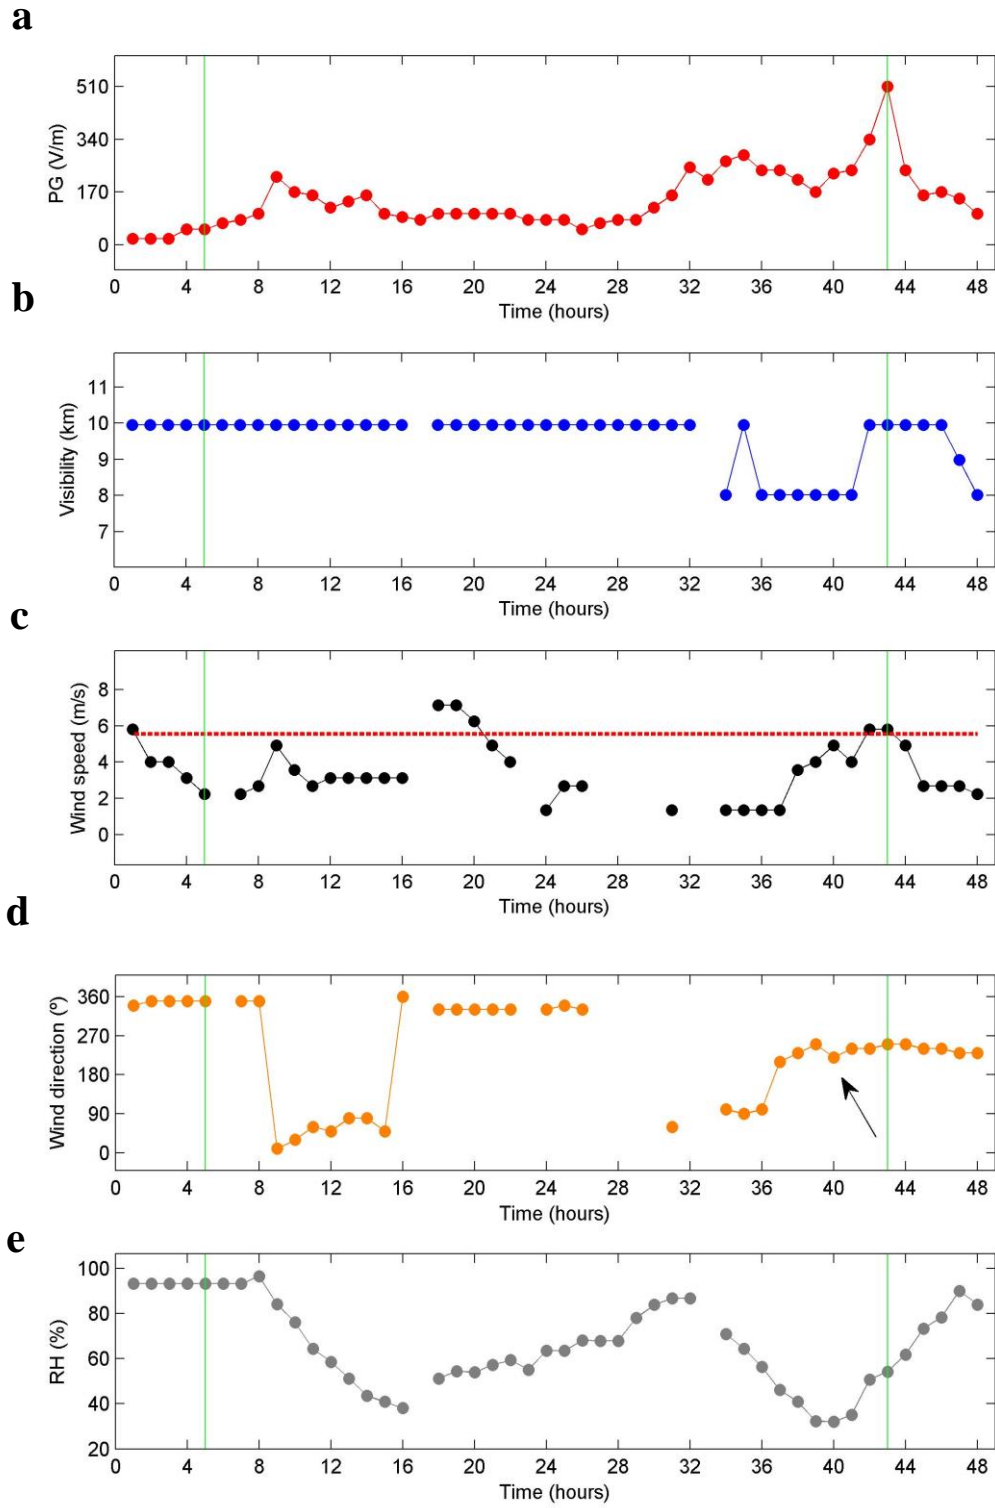 a
PG (V/m)
510
340
170
0
0 4 8 12 16 20 24 28 32 36 40 44 48
Time (hours)
b
Visibility (km)
11
10
9
8
7
0 4 8 12 16 20 24 28 32 36 40 44 48
Time (hours)
c
Wind speed (m/s)
8
6
4
2
0
0 4 8 12 16 20 24 28 32 36 40 44 48
Time (hours)
d
Wind direction (º)
360
270
180
90
0
0 4 8 12 16 20 24 28 32 36 40 44 48
Time (hours)
e
RH (%)
100
80
60
40
20
0 4 8 12 16 20 24 28 32 36 40 44 48
Time (hours)